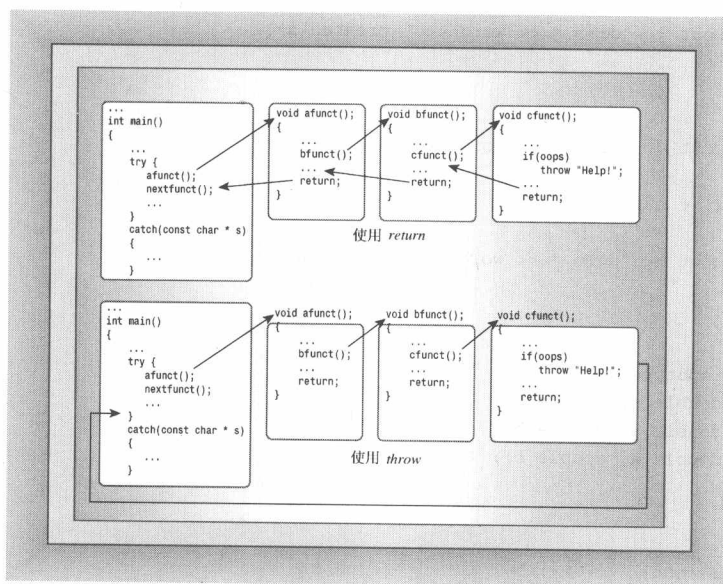 ...
int main()
{
...
try {
afunct();
nextfunct();
...
}
catch(const char * s)
{
...
}
void afunct();
{
...
bfunct();
...
return;
}
void bfunct();
{
...
cfunct();
...
return;
}
void cfunct();
{
...
if(oops)
throw "Help!";
...
return;
}
使用 return
...
int main()
{
...
try {
afunct();
nextfunct();
...
}
catch(const char * s)
{
...
}
void afunct();
{
...
bfunct();
...
return;
}
void bfunct();
{
...
cfunct();
...
return;
}
void cfunct();
{
...
if(oops)
throw "Help!";
...
return;
}
使用 throw